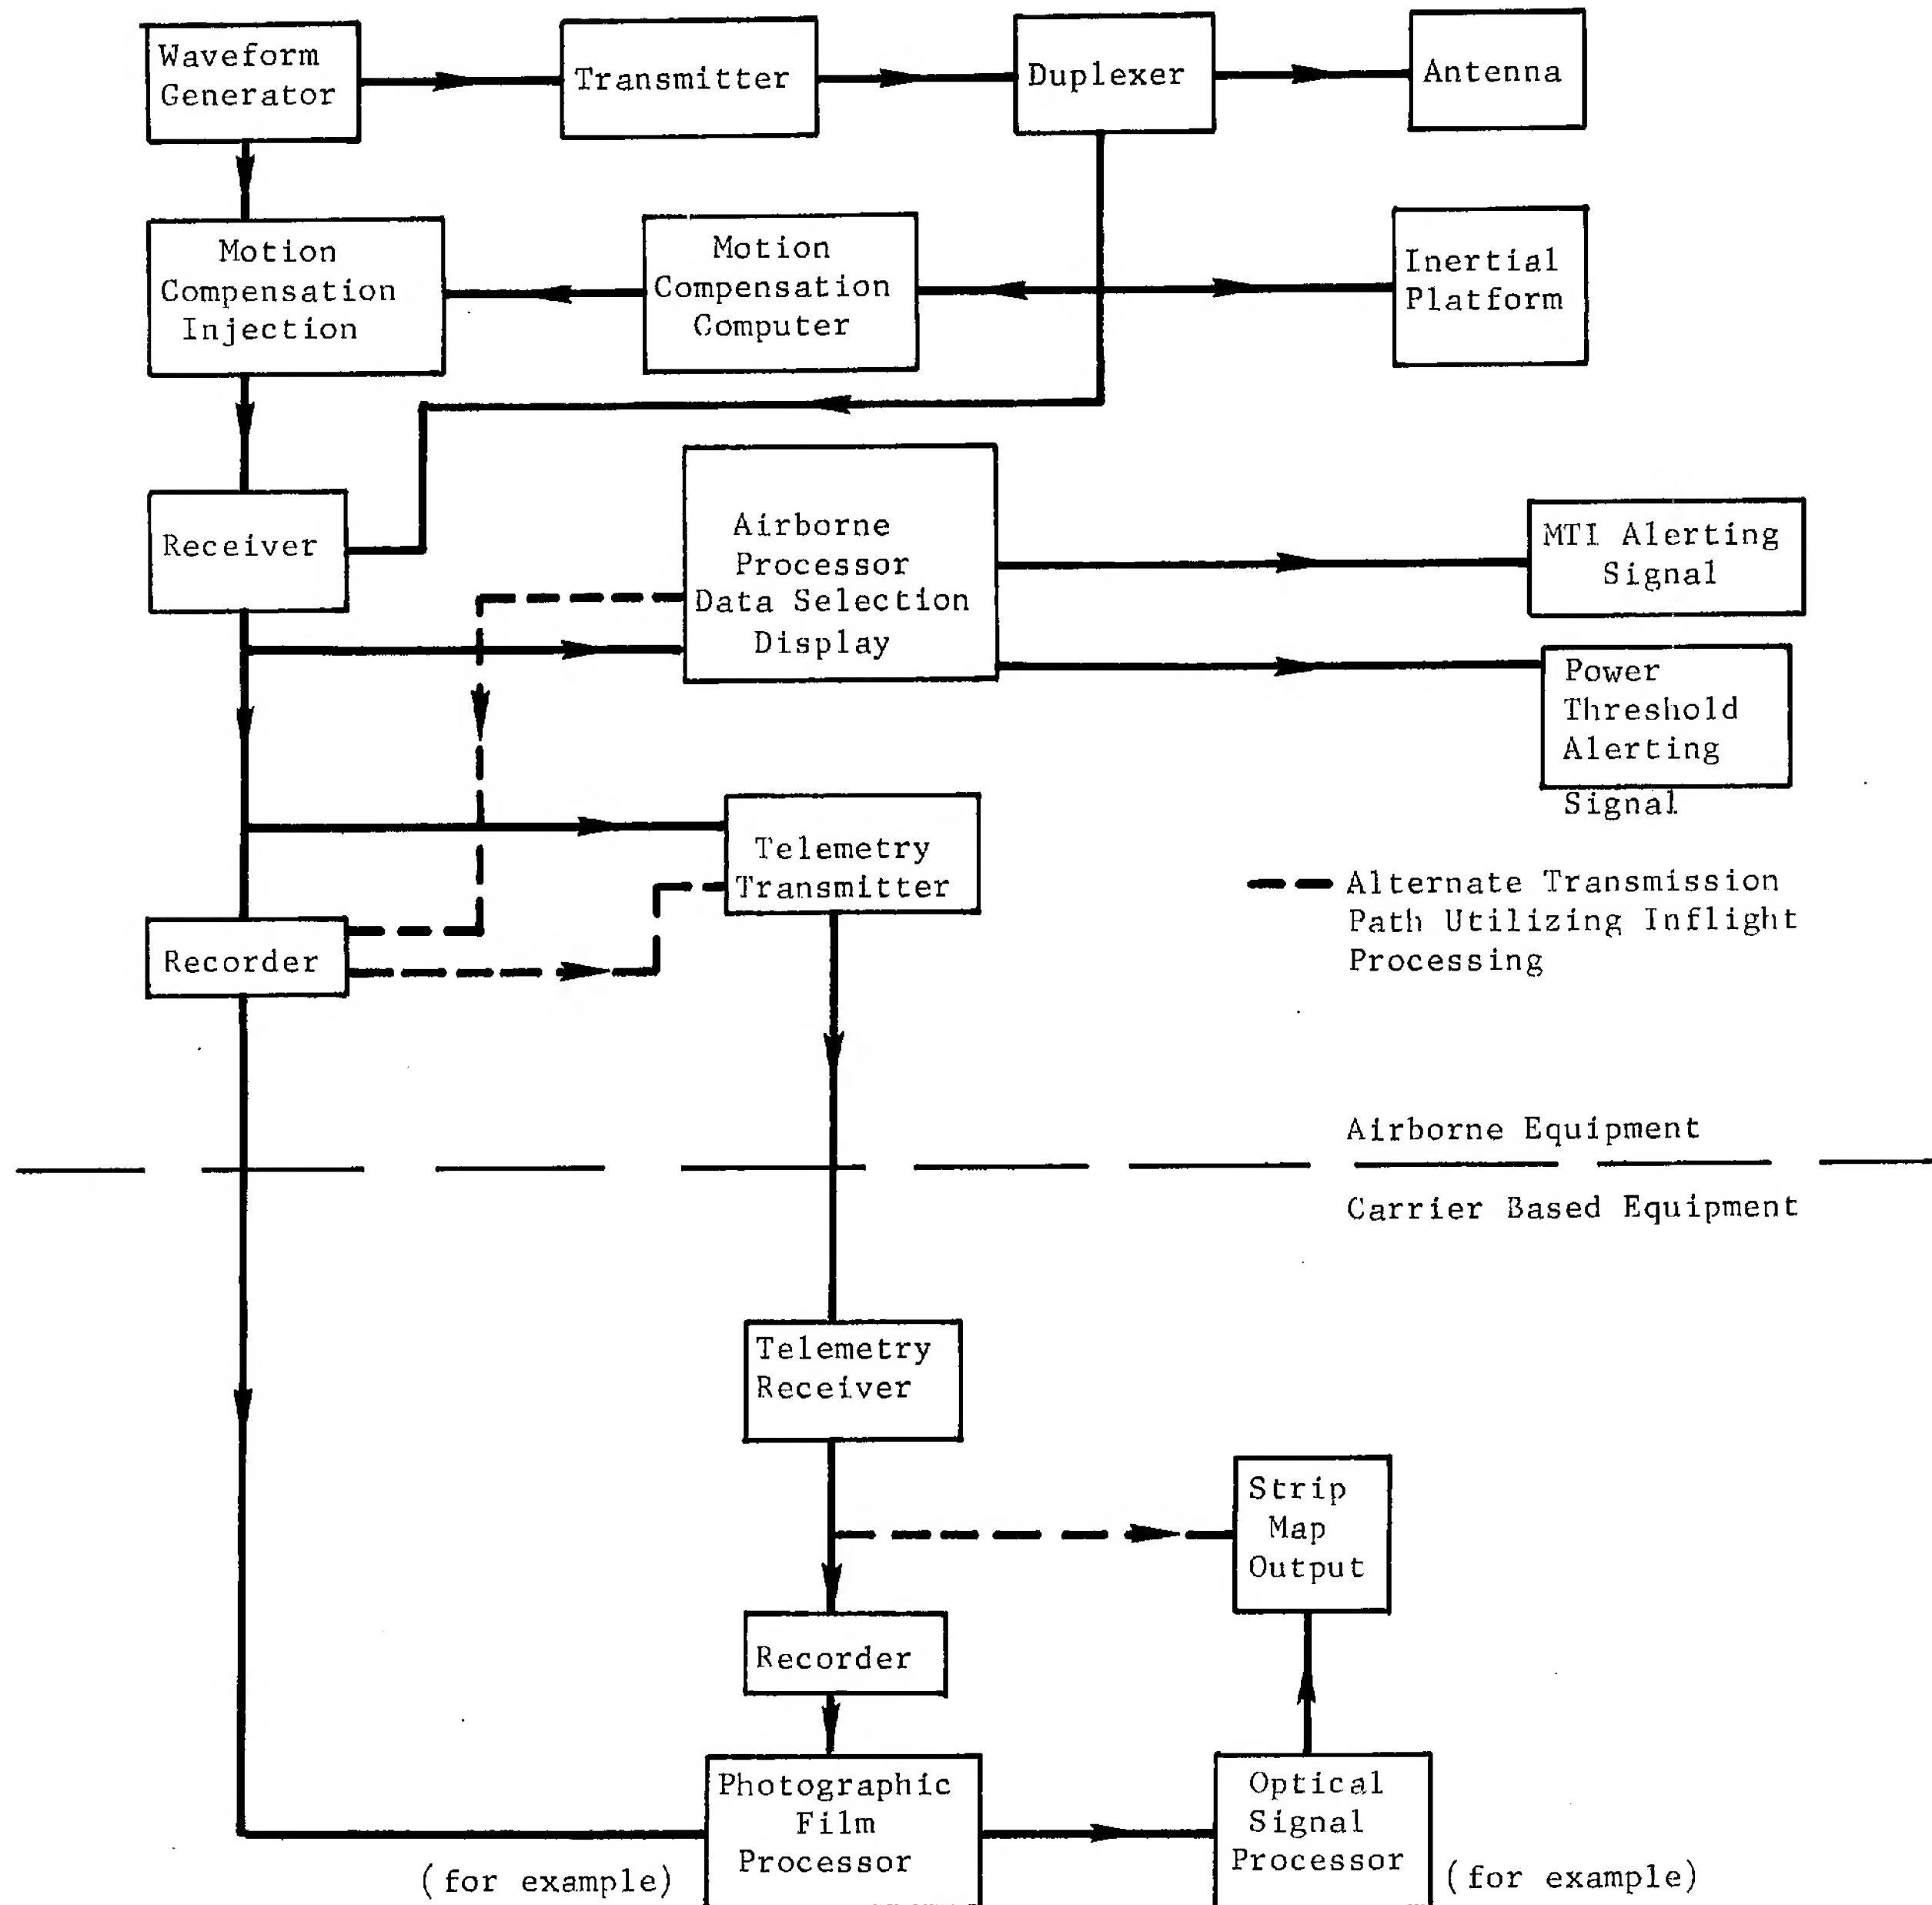 Waveform
Generator
Transmitter
Duplexer
Antenna
Motion
Compensation
Injection
Motion
Compensation
Computer
Inertial
Platform
Receiver
Airborne
Processor
Data Selection
Display
MTI Alerting
Signal
Power
Threshold
Alerting
Signal
Telemetry
Transmitter
Recorder
Alternate Transmission
Path Utilizing Inflight
Processing
Airborne Equipment
Carrier Based Equipment
Telemetry
Receiver
Strip
Map
Output
Recorder
Photographic
Film
Processor
(for example)
Optical
Signal
Processor
(for example)